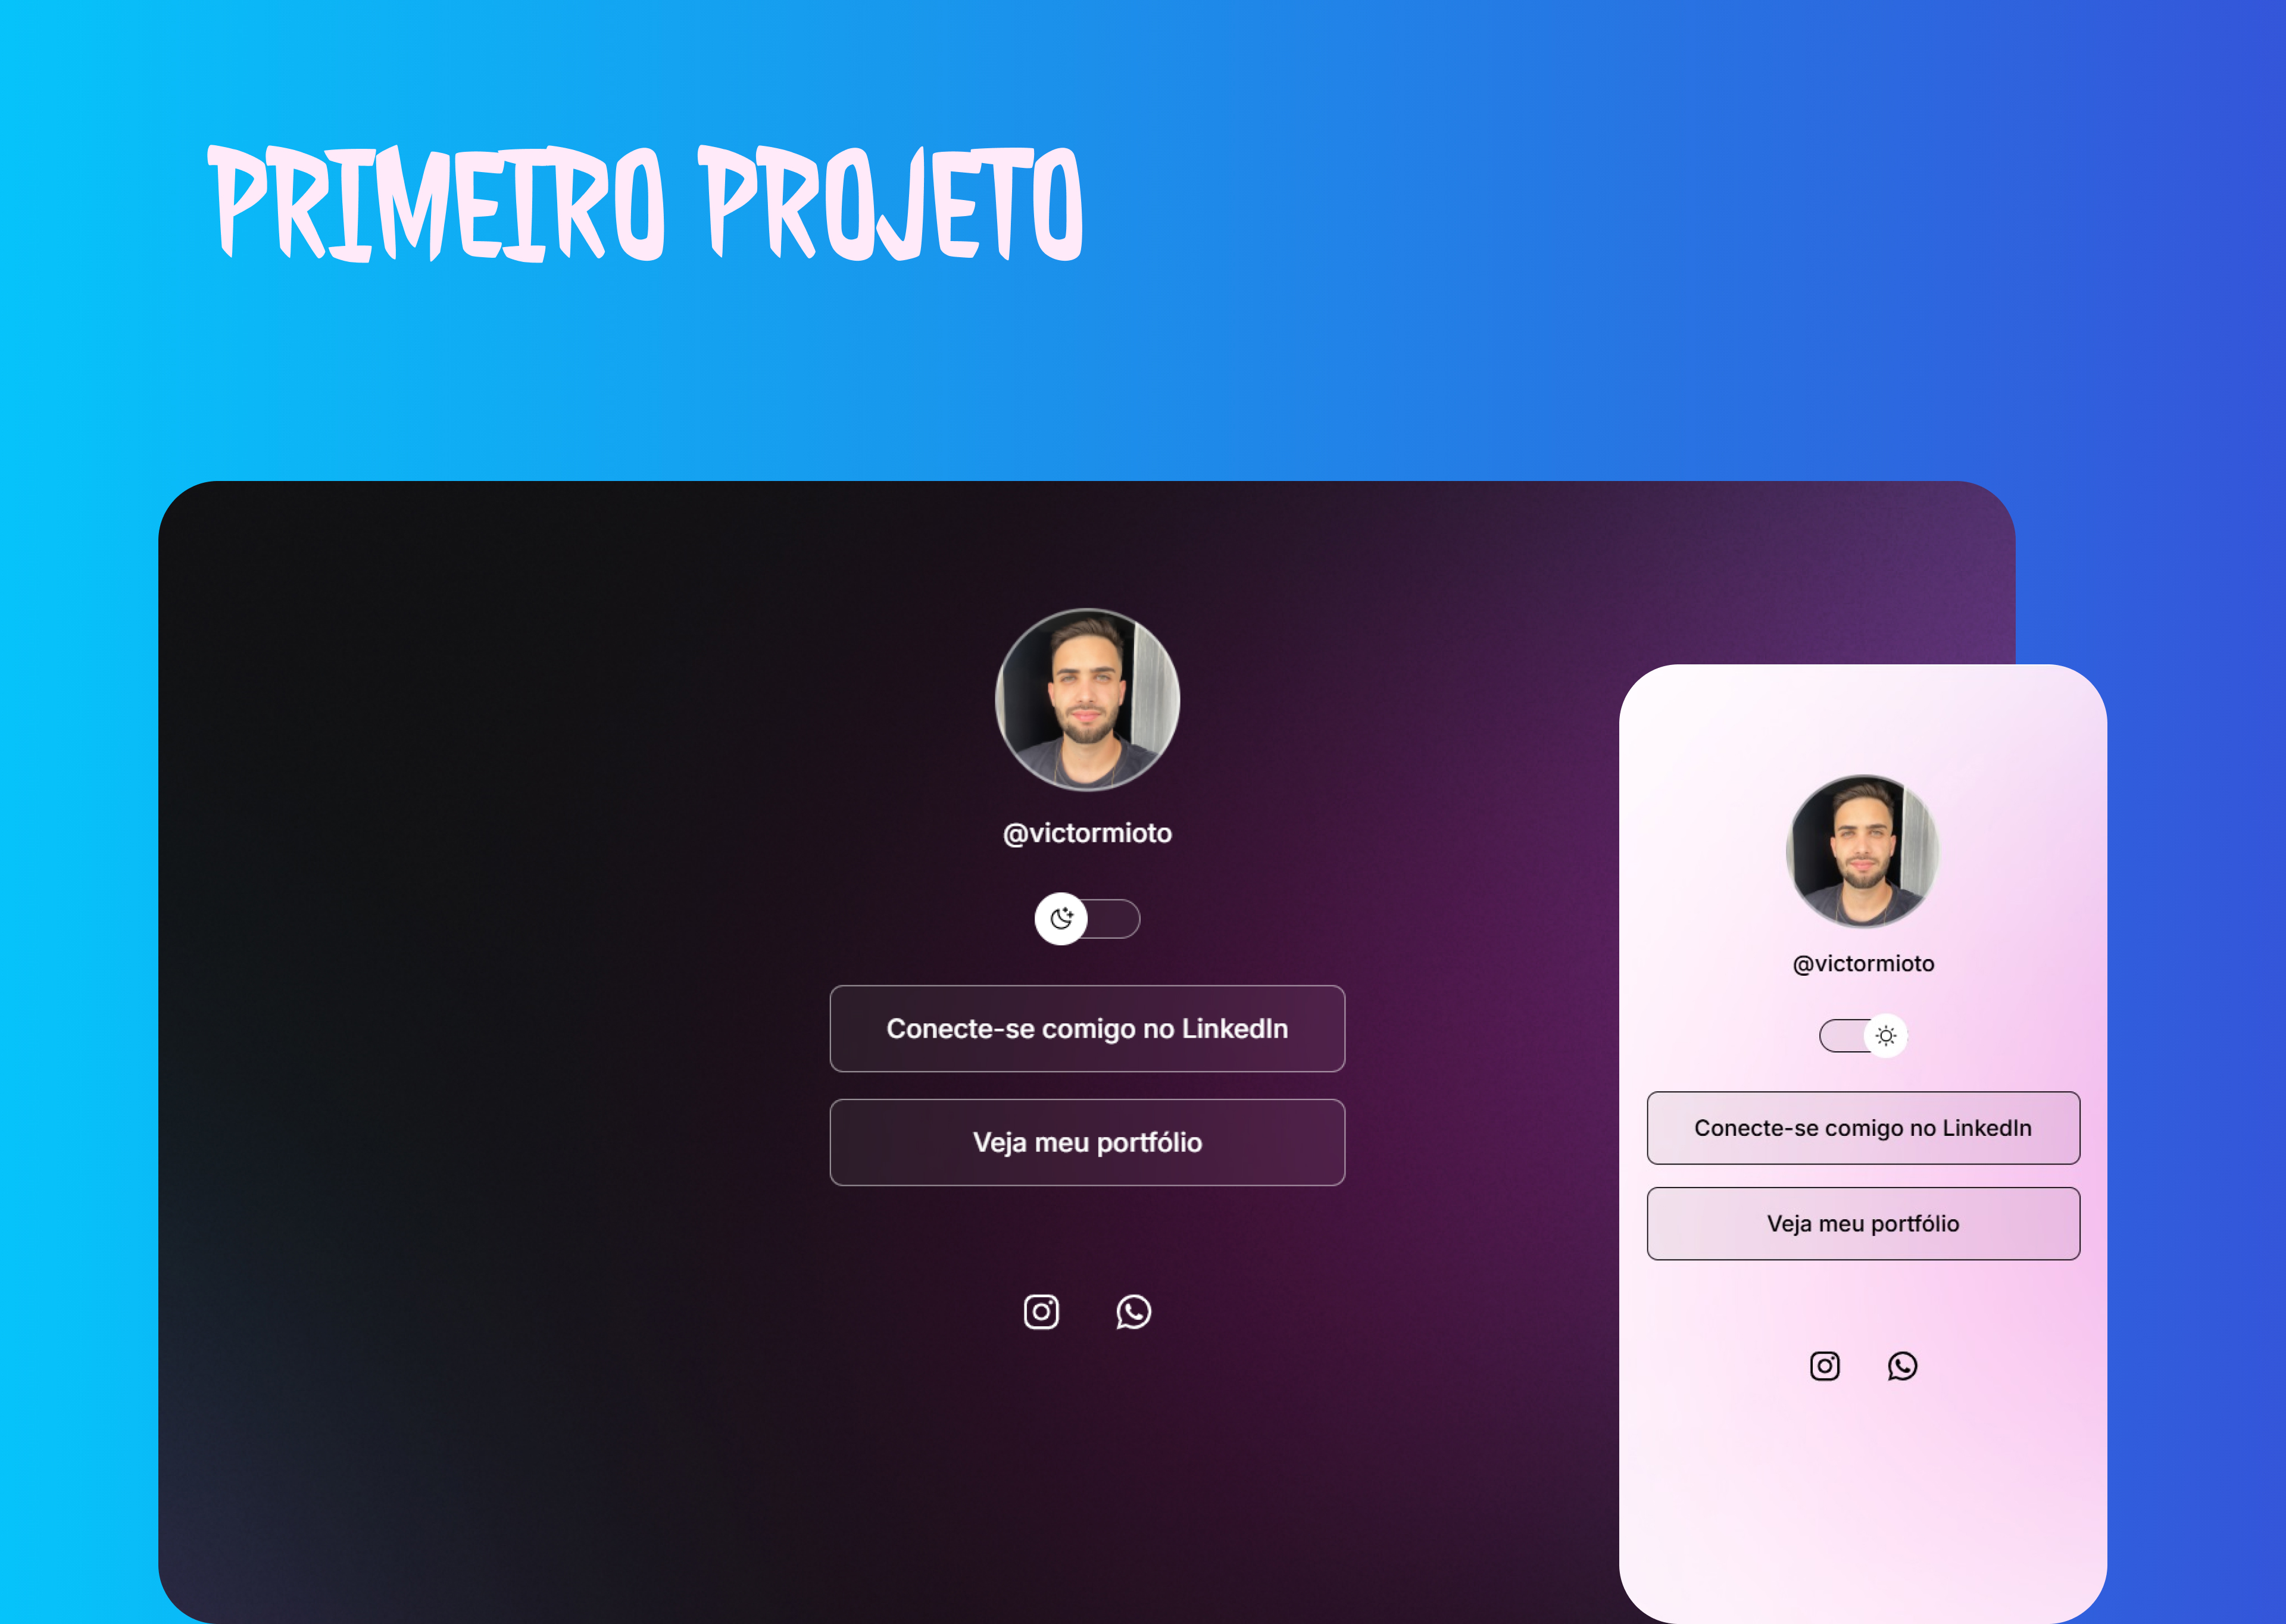 PRIMEIRO PROJETO
@victormioto
Conecte-se comigo no LinkedIn
Veja meu portfólio
@victormioto
Conecte-se comigo no LinkedIn
Veja meu portfólio